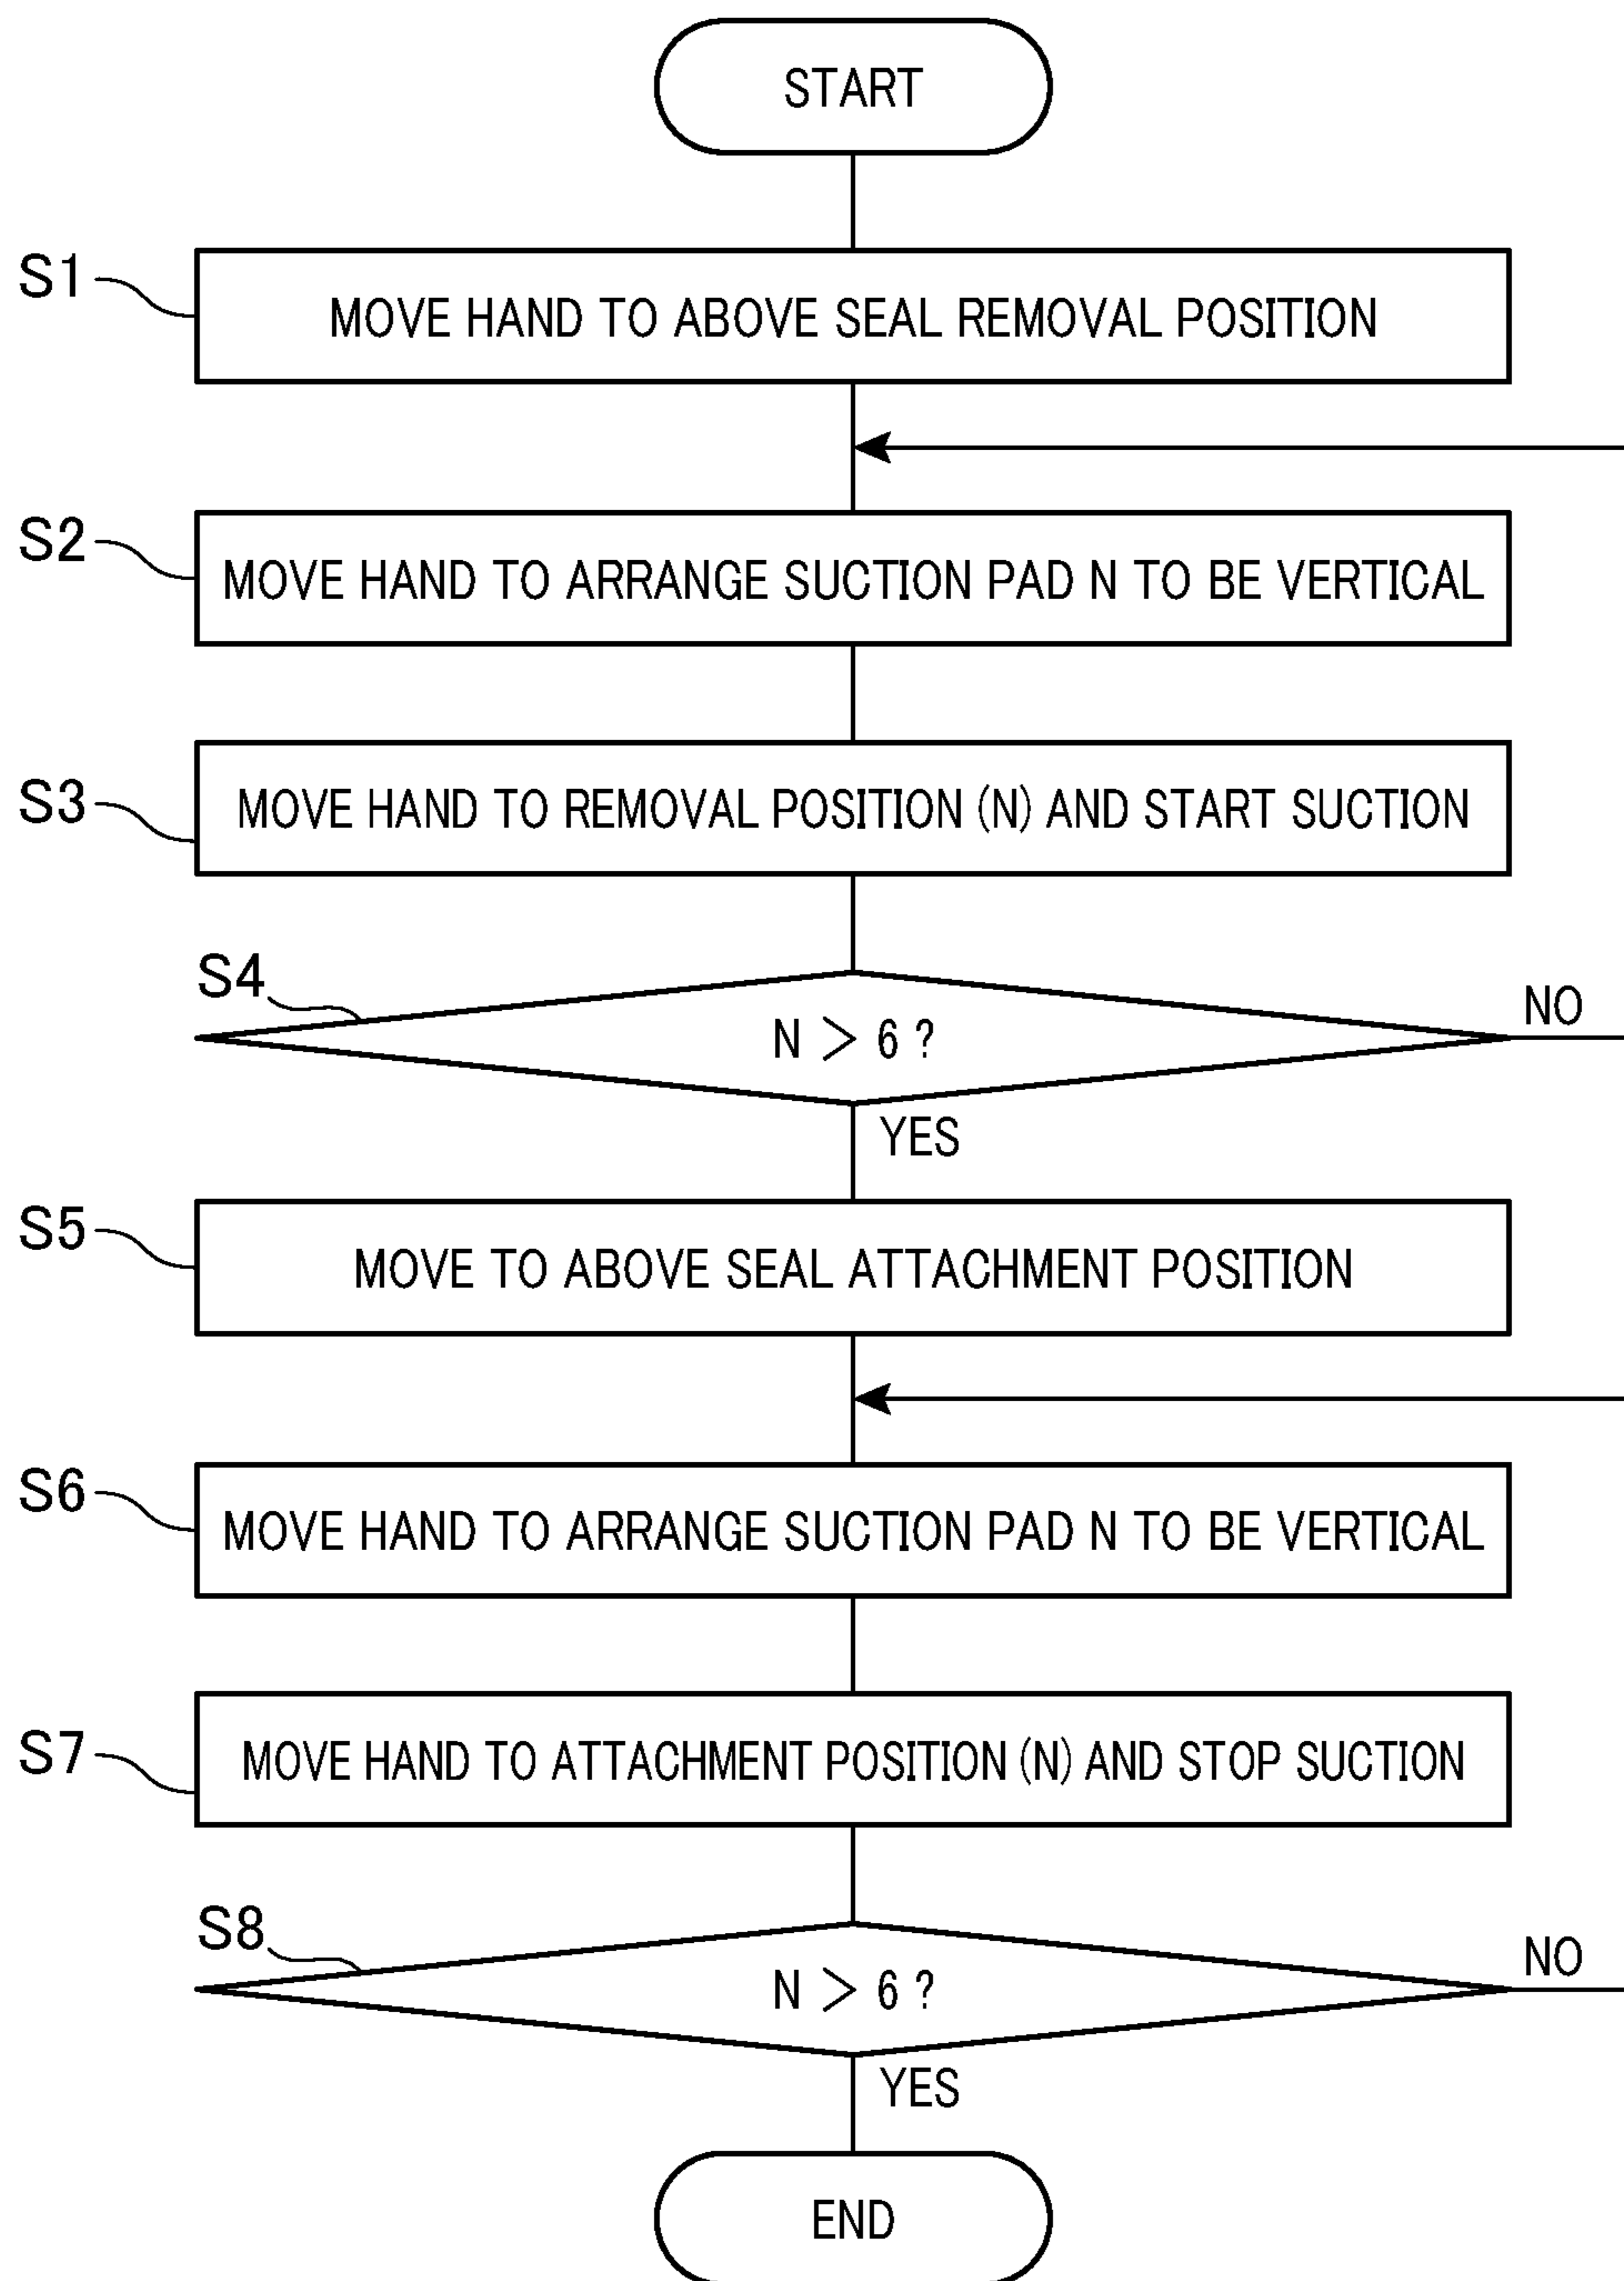 START
S1
MOVE HAND TO ABOVE SEAL REMOVAL POSITION
S2
MOVE HAND TO ARRANGE SUCTION PAD N TO BE VERTICAL
S3
MOVE HAND TO REMOVAL POSITION (N) AND START SUCTION
S4
N > 6 ?
NO
YES
S5
MOVE TO ABOVE SEAL ATTACHMENT POSITION
S6
MOVE HAND TO ARRANGE SUCTION PAD N TO BE VERTICAL
S7
MOVE HAND TO ATTACHMENT POSITION (N) AND STOP SUCTION
S8
N > 6 ?
NO
YES
END